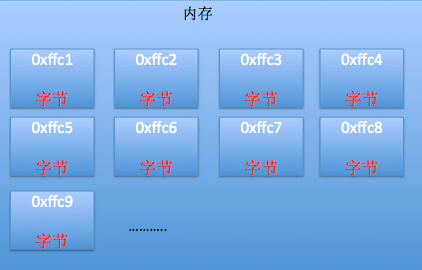 内存
0xffc1 0xffc2 0xffc3 0xffc4
字节 字节 字节 字节
0xffc5 0xffc6 0xffc7 0xffc8
字节 字节 字节 字节
0xffc9
字节
………..